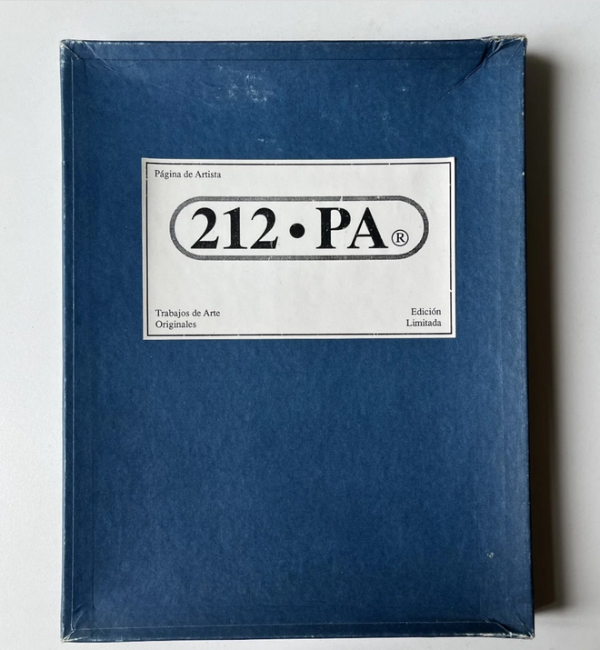 Página de Artista
212•PA®
Trabajos de Arte
Originales
Edición
Limitada